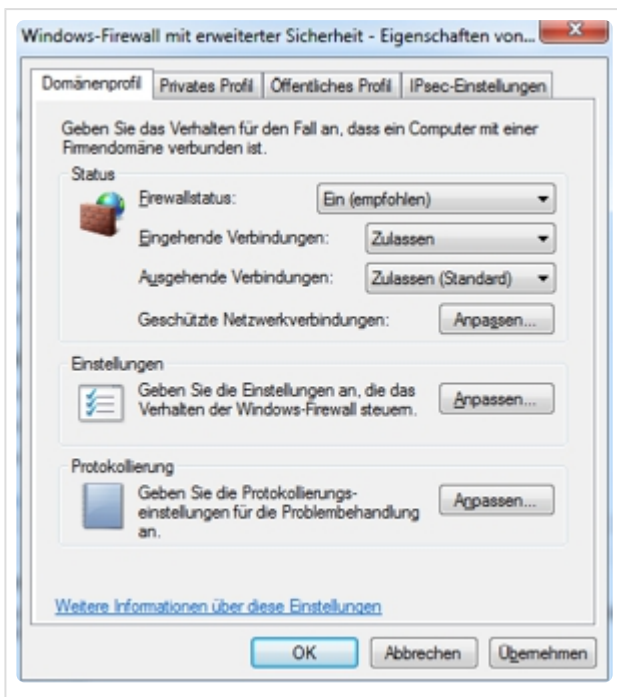 Windows-Firewall mit erweiterter Sicherheit - Eigenschaften von...
Domänenprofil Privates Profil Öffentliches Profil IPsec-Einstellungen
Geben Sie das Verhalten für den Fall an, dass ein Computer mit einer
Firmendomäne verbunden ist.
Status
Firewallstatus: Ein (empfohlen)
Eingehende Verbindungen: Zulassen
Ausgehende Verbindungen: Zulassen (Standard)
Geschützte Netzwerkverbindungen: Anpassen...
Einstellungen
Geben Sie die Einstellungen an, die das
Verhalten der Windows-Firewall steuern.
Anpassen...
Protokollierung
Geben Sie die Protokollierungs-
einstellungen für die Problembehandlung
an.
Anpassen...
Weitere Informationen über diese Einstellungen
OK Abbrechen Übernehmen